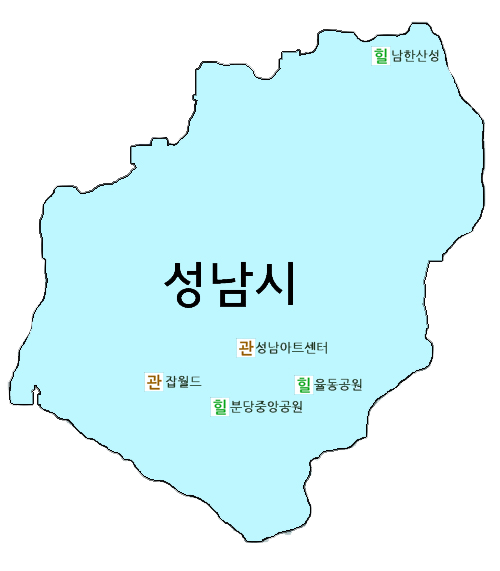 힐 남한산성
성남시
관 성남아트센터
관 잡월드
힐 율동공원
힐 분당중앙공원